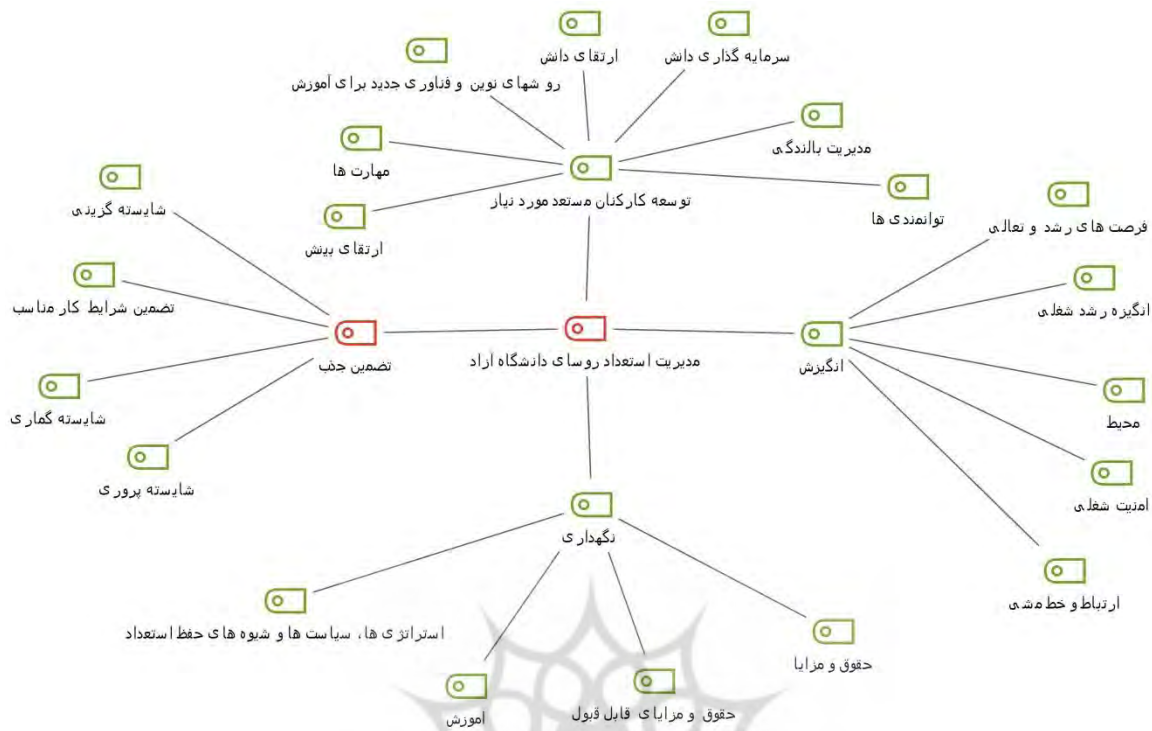 سرمایه گذاری دانش
ارتقای دانش
روشهای نوین و فناوری جدید برای آموزش
مدیریت بالندگی
مهارت ها
توسعه کارکنان مستعد مورد نیاز
توانمندی ها
شایسته گزینی
فرصت های رشد و تعالی
ارتقای بینش
تضمین شرایط کار مناسب
انگیزه رشد شغلی
انگیزش
مدیریت استعداد روسای دانشگاه آزاد
تضمین جذب
شایسته گماری
محیط
شایسته پروری
امنیت شغلی
نگهداری
ارتباط و خط مشی
استراتژی ها، سیاست ها و شیوه های حفظ استعداد
حقوق و مزایا
حقوق و مزایای قابل قبول
آموزش